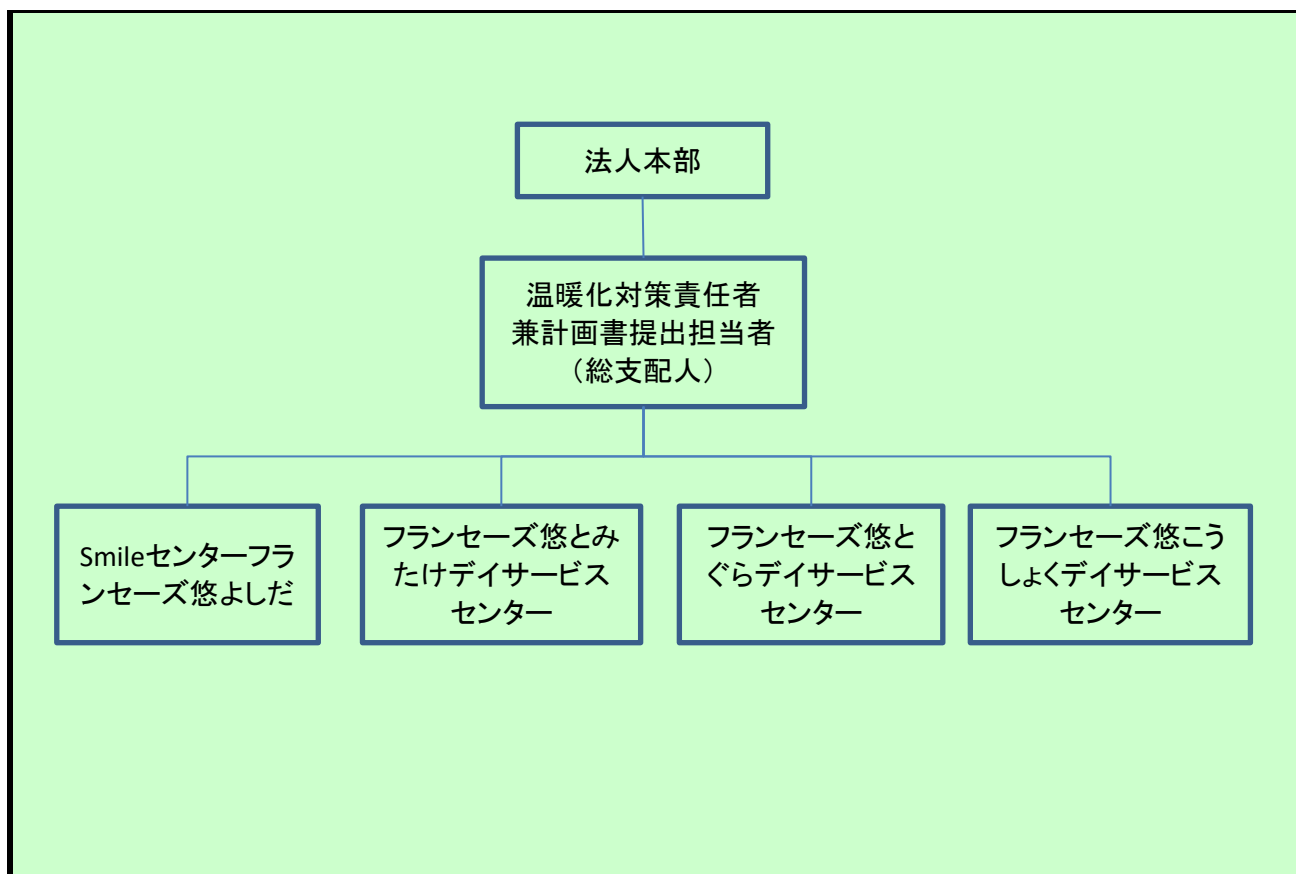 法人本部
温暖化対策責任者
兼計画書提出担当者
（総支配人）
Smileセンターフラ
ンセーズ悠よしだ
フランセーズ悠とみ
たけデイサービス
センター
フランセーズ悠と
ぐらデイサービス
センター
フランセーズ悠こう
しょくデイサービス
センター